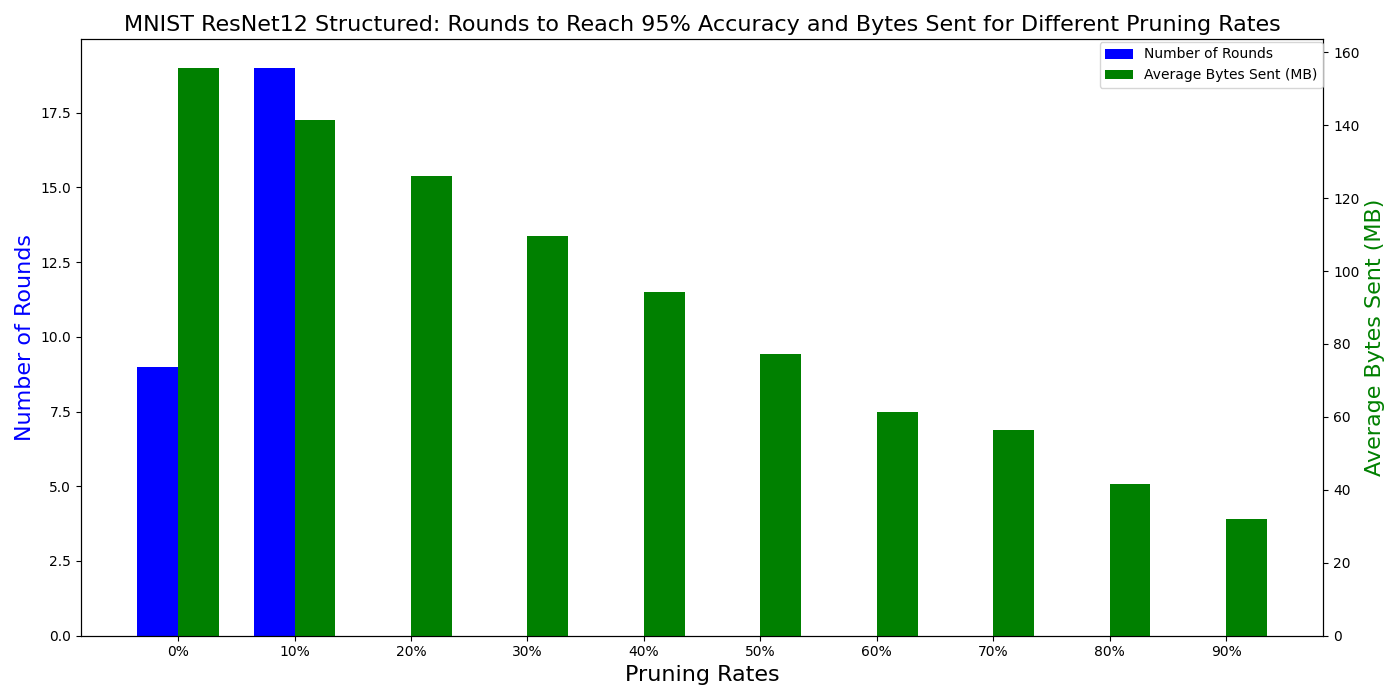 MNIST ResNet12 Structured: Rounds to Reach 95% Accuracy and Bytes Sent for Different Pruning Rates
Number of Rounds
Average Bytes Sent (MB)
17.5
15.0
12.5
10.0
7.5
5.0
2.5
0.0
Number of Rounds
160
140
120
100
80
60
40
20
0
Average Bytes Sent (MB)
0% 10% 20% 30% 40% 50% 60% 70% 80% 90%
Pruning Rates